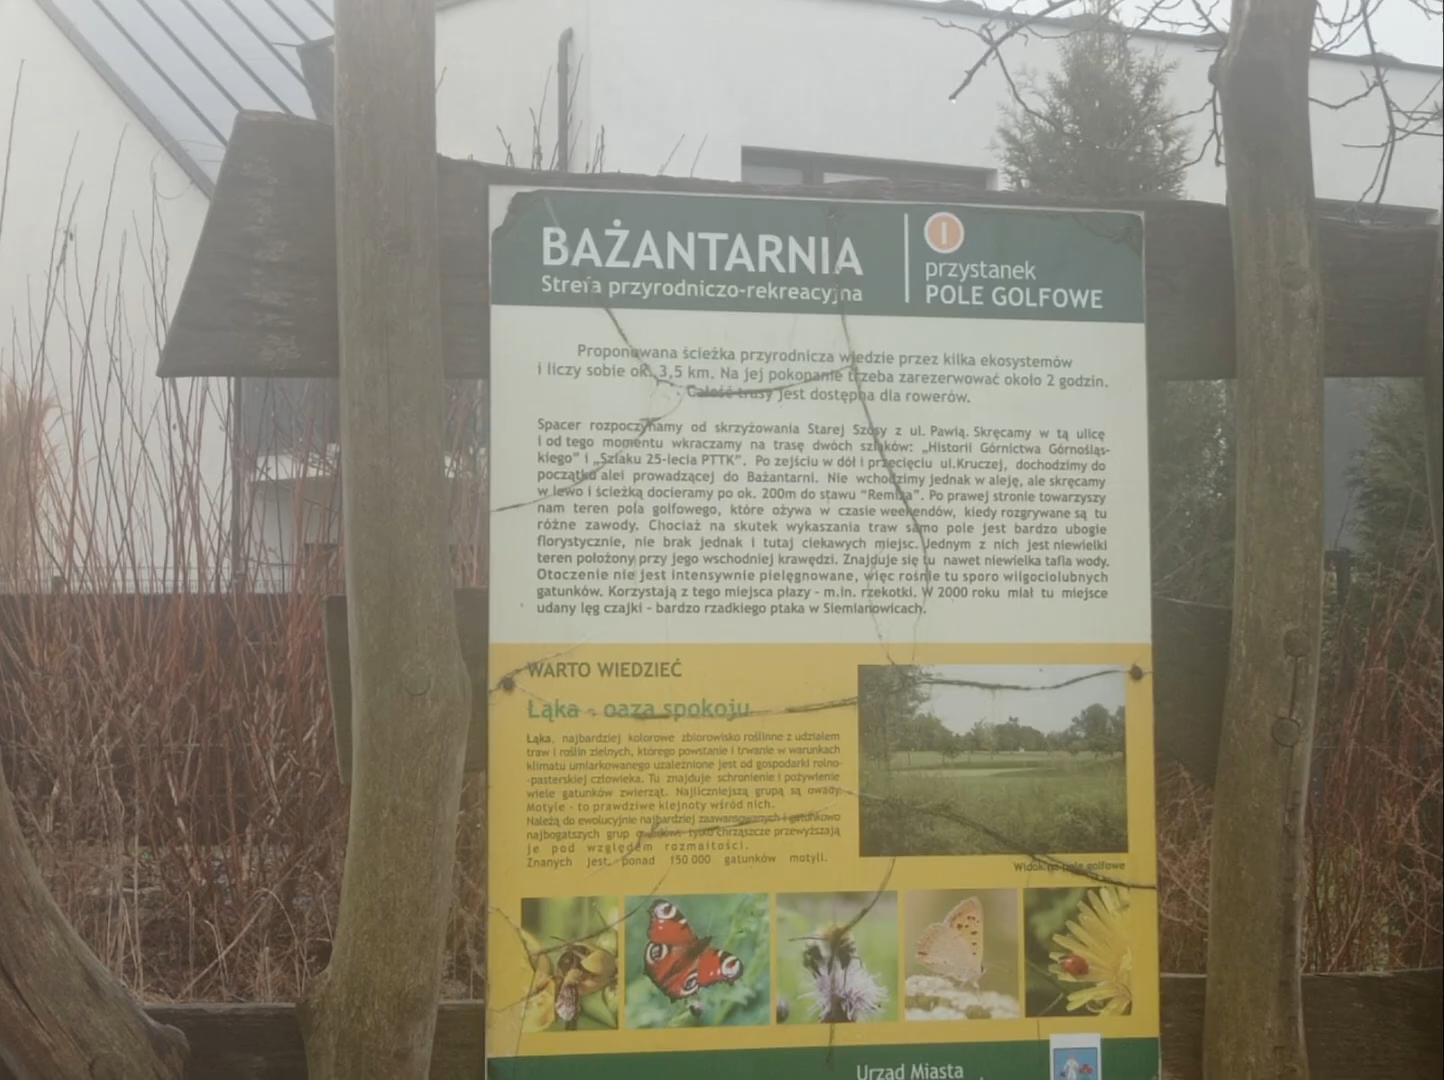 BAŻANTARNIA
Strefa przyrodniczo-rekreacyjna
I
przystanek
POLE GOLFOWE
Proponowana ścieżka przyrodnicza wiedzie przez kilka ekosystemów
i liczy sobie ok. 3,5 km. Na jej pokonanie trzeba zarezerwować około 2 godzin.
Całość trasy jest dostępna dla rowerów.
Spacer rozpoczynamy od skrzyżowania Starej Szosy z ul. Pawią. Skręcamy w tą ulicę
i od tego momentu wkraczamy na trasę dwóch szlaków: „Historii Górnictwa Górnośląs-
kiego” i „Szlaku 25-lecia PTTK”. Po zejściu w dół i przecięciu ul.Kruczej, dochodzimy do
początku alei prowadzącej do Bażantarni. Nie wchodzimy jednak w aleję, ale skręcamy
w lewo i ścieżką docieramy po ok. 200m do stawu “Remiza”. Po prawej stronie towarzyszy
nam teren pola golfowego, które ożywa w czasie weekendów, kiedy rozgrywane są tu
różne zawody. Chociaż na skutek wykaszania traw samo pole jest bardzo ubogie
florystycznie, nie brak jednak i tutaj ciekawych miejsc. Jednym z nich jest niewielki
teren położony przy jego wschodniej krawędzi. Znajduje się tu nawet niewielka tafla wody.
Otoczenie nie jest intensywnie pielęgnowane, więc rośnie tu sporo wilgociolubnych
gatunków. Korzystają z tego miejsca płazy - m.in. rzekotki. W 2000 roku miał tu miejsce
udany lęg czajki - bardzo rzadkiego ptaka w Siemianowicach.
WARTO WIEDZIEĆ
Łąka - oaza spokoju
Łąka, najbardziej kolorowe zbiorowisko roślinne z udziałem
traw i roślin zielnych, którego powstanie i trwanie w warunkach
klimatu umiarkowanego uzależnione jest od gospodarki rolno-
-pasterskiej człowieka. Tu znajduje schronienie i pożywienie
wiele gatunków zwierząt. Najliczniejszą grupą są owady.
Motyle - to prawdziwe klejnoty wśród nich.
Należą do ewolucyjnie najbardziej zaawansowanych i gatunkowo
najbogatszych grup owadów: tylko chrząszcze przewyższają
je pod względem rozmaitości.
Znanych jest ponad 150 000 gatunków motyli.
Widok na pole golfowe
Urząd Miasta